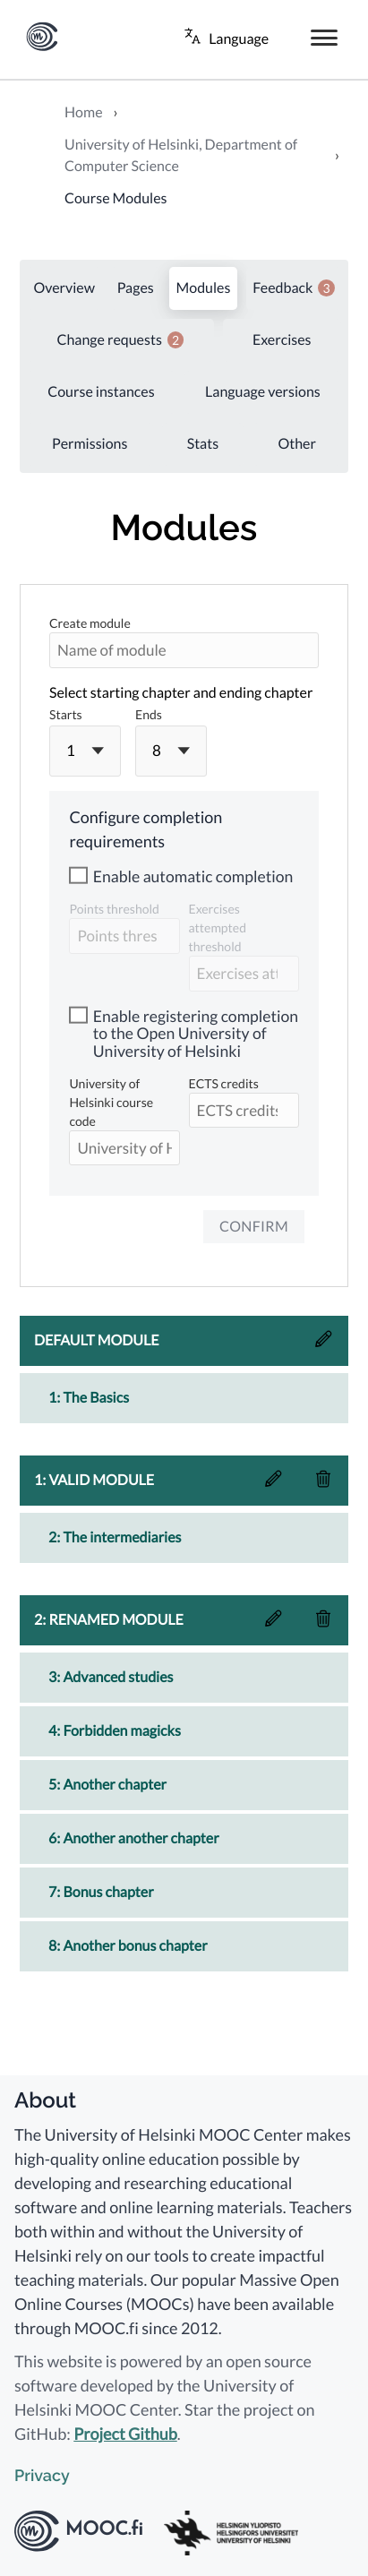 Language
Home ›
University of Helsinki, Department of
Computer Science ›
Course Modules
Overview Pages Modules Feedback 3
Change requests 2 Exercises
Course instances Language versions
Permissions Stats Other
Modules
Create module
Name of module
Select starting chapter and ending chapter
Starts Ends
1 8
Configure completion
requirements
Enable automatic completion
Points threshold
Points thres
Exercises
attempted
threshold
Exercises att
Enable registering completion
to the Open University of
University of Helsinki
University of
Helsinki course
code
University of H
ECTS credits
ECTS credits
CONFIRM
DEFAULT MODULE
1: The Basics
1: VALID MODULE
2: The intermediaries
2: RENAMED MODULE
3: Advanced studies
4: Forbidden magicks
5: Another chapter
6: Another another chapter
7: Bonus chapter
8: Another bonus chapter
About
The University of Helsinki MOOC Center makes
high-quality online education possible by
developing and researching educational
software and online learning materials. Teachers
both within and without the University of
Helsinki rely on our tools to create impactful
teaching materials. Our popular Massive Open
Online Courses (MOOCs) have been available
through MOOC.fi since 2012.
This website is powered by an open source
software developed by the University of
Helsinki MOOC Center. Star the project on
GitHub: Project Github.
Privacy
MOOC.fi
HELSINGIN YLIOPISTO
HELSINGFORS UNIVERSITET
UNIVERSITY OF HELSINKI